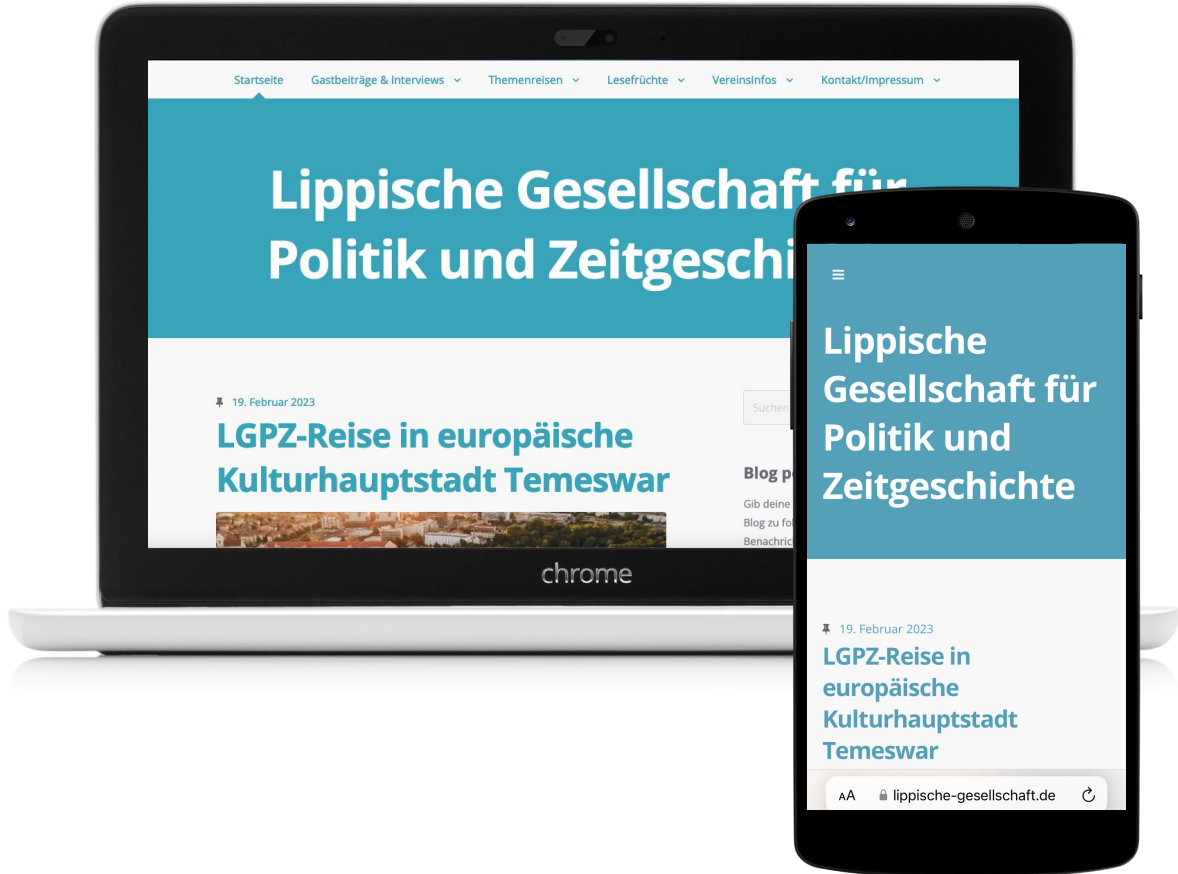 Startseite Gastbeiträge & Interviews Themenreisen Lesefrüchte VereinsInfos Kontakt/Impressum
Lippische Gesellschaft für
Politik und Zeitgeschi
19. Februar 2023
LGPZ-Reise in europäische
Kulturhauptstadt Temeswar
Suchen
Blog p
Gib deine
Blog zu fol
Benachric
chrome
Lippische
Gesellschaft für
Politik und
Zeitgeschichte
19. Februar 2023
LGPZ-Reise in
europäische
Kulturhauptstadt
Temeswar
AA lippische-gesellschaft.de